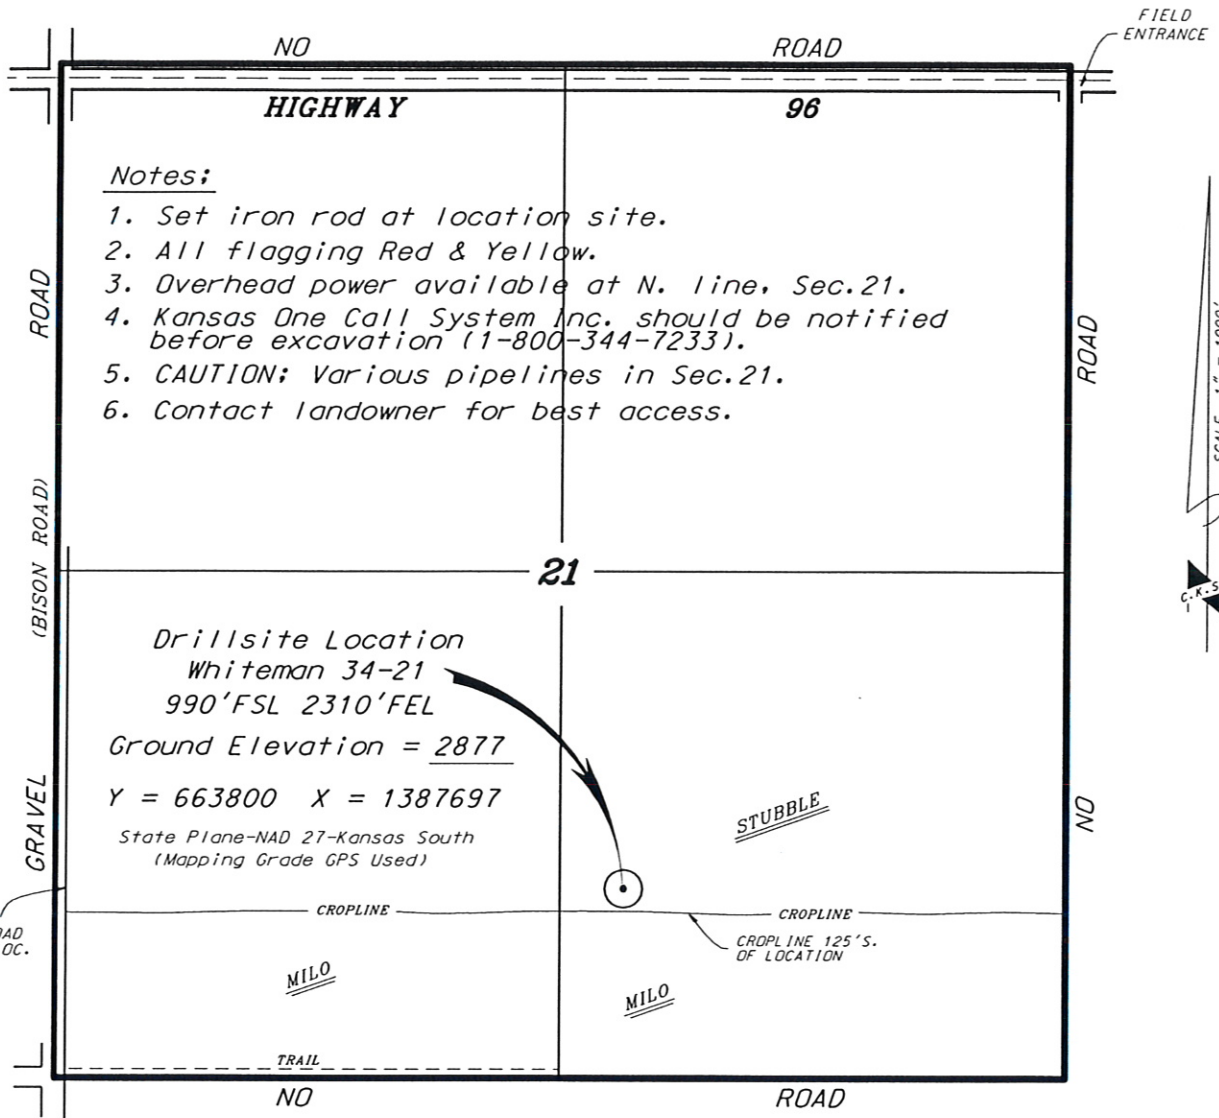 FIELD
ENTRANCE
NO ROAD
HIGHWAY 96
Notes:
1. Set iron rod at location site.
2. All flagging Red & Yellow.
3. Overhead power available at N. line, Sec.21.
4. Kansas One Call System Inc. should be notified
before excavation (1-800-344-7233).
5. CAUTION: Various pipelines in Sec.21.
6. Contact landowner for best access.
ROAD
(BISON ROAD)
GRAVEL
ROAD
NO
21
C.K.S
Drillsite Location
Whiteman 34-21
990'FSL 2310'FEL
Ground Elevation = 2877
Y = 663800 X = 1387697
State Plane-NAD 27-Kansas South
(Mapping Grade GPS Used)
STUBBLE
CROPLINE
CROPLINE
CROPLINE 125'S.
OF LOCATION
MILO
MILO
TRAIL
NO ROAD